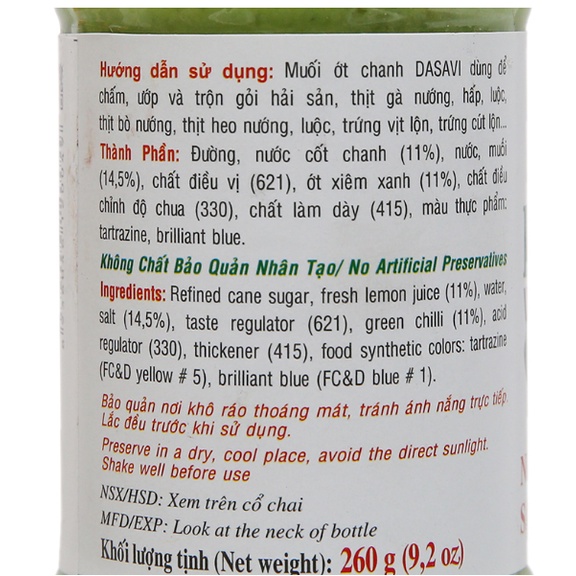 Hướng dẫn sử dụng: Muối ớt chanh DASAVI dùng để
chấm, ướp và trộn gỏi hải sản, thịt gà nướng, hấp, luộc,
thịt bò nướng, thịt heo nướng, luộc, trứng vịt lộn, trứng cút lộn...
Thành Phần: Đường, nước cốt chanh (11%), nước, muối
(14,5%), chất điều vị (621), ớt xiêm xanh (11%), chất điều
chỉnh độ chua (330), chất làm dày (415), màu thực phẩm:
tartrazine, brilliant blue.
Không Chất Bảo Quản Nhân Tạo/ No Artificial Preservatives
Ingredients: Refined cane sugar, fresh lemon juice (11%), water,
salt (14,5%), taste regulator (621), green chilli (11%), acid
regulator (330), thickener (415), food synthetic colors: tartrazine
(FC&D yellow # 5), brilliant blue (FC&D blue # 1).
Bảo quản nơi khô ráo thoáng mát, tránh ánh nắng trực tiếp.
Lắc đều trước khi sử dụng.
Preserve in a dry, cool place, avoid the direct sunlight.
Shake well before use
NSX/HSD: Xem trên cổ chai
MFD/EXP: Look at the neck of bottle
Khối lượng tịnh (Net weight): 260 g (9,2 oz)